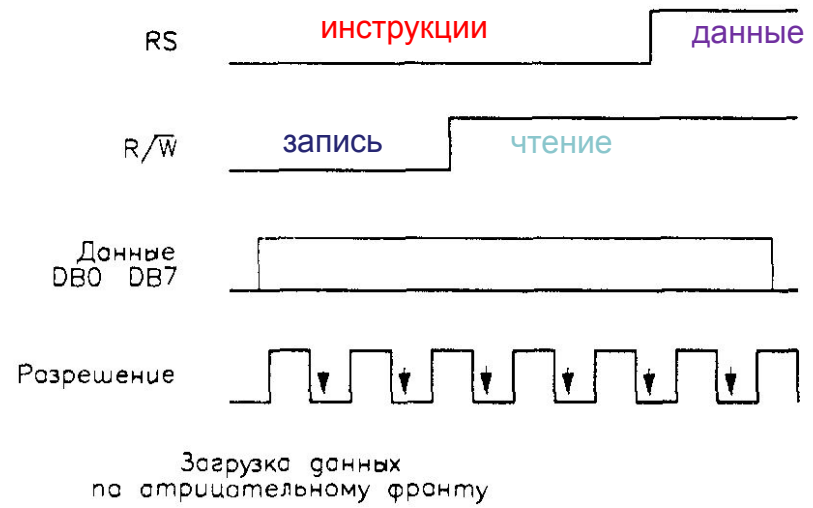 RS
инструкции
данные
R/W̅
запись
чтение
Данные
DB0 DB7
Разрешение
Загрузка данных
по отрицательному фронту